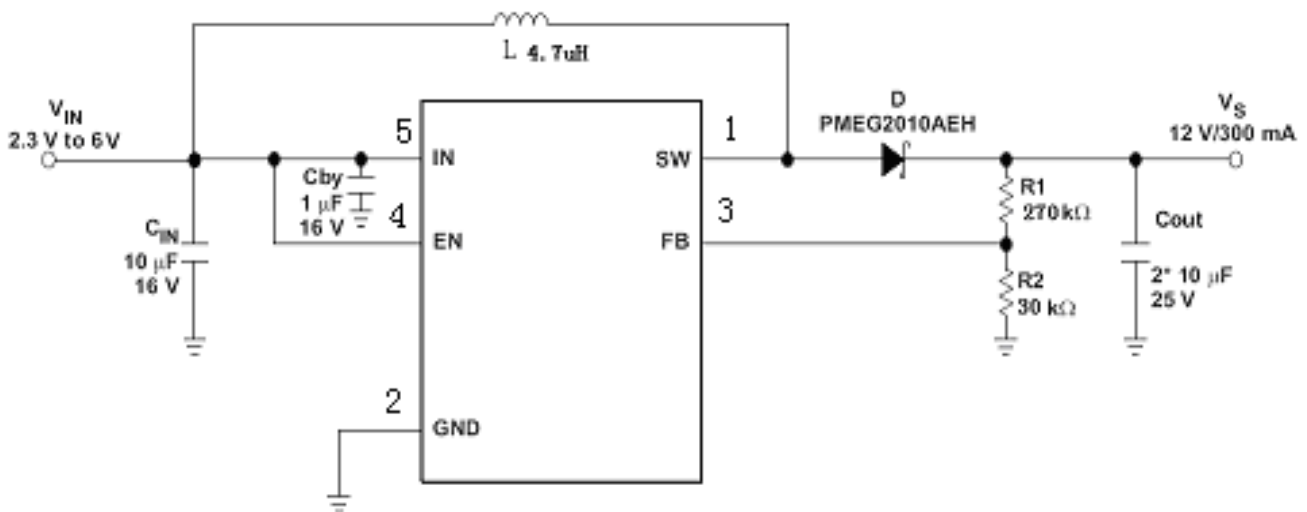 L 4.7uH
V_IN
2.3 V to 6V
5
IN
Cby
1 μF
16 V
4
EN
C_IN
10 μF
16 V
2
GND
1
SW
3
FB
D
PMEG2010AEH
V_S
12 V/300 mA
R1
270 kΩ
R2
30 kΩ
Cout
2* 10 μF
25 V